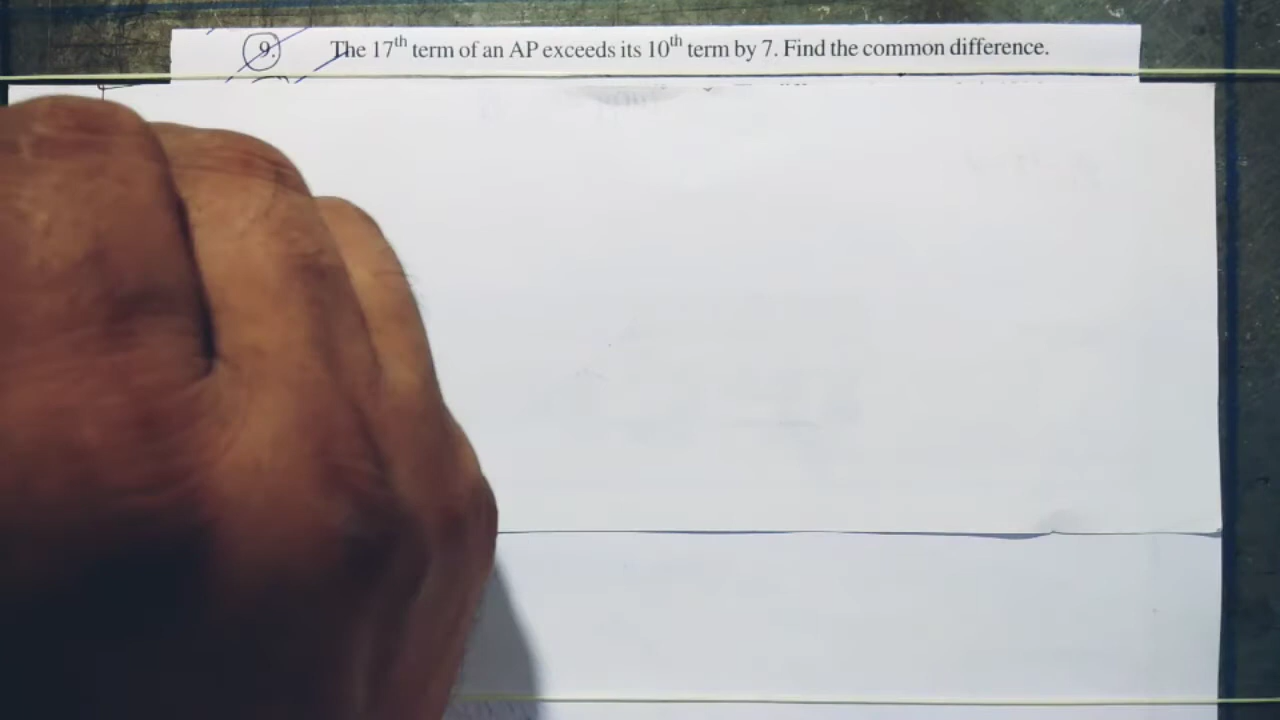 9. The 17th term of an AP exceeds its 10th term by 7. Find the common difference.